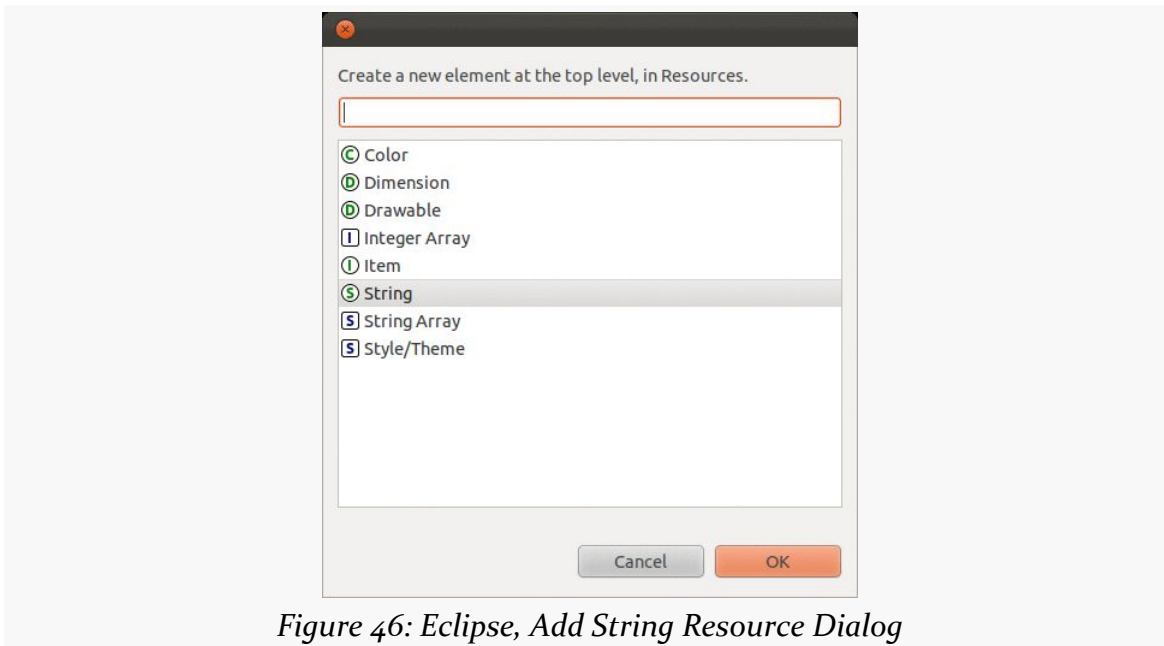 Create a new element at the top level, in Resources.
C Color
D Dimension
D Drawable
I Integer Array
I Item
S String
S String Array
S Style/Theme
Cancel OK
Figure 46: Eclipse, Add String Resource Dialog